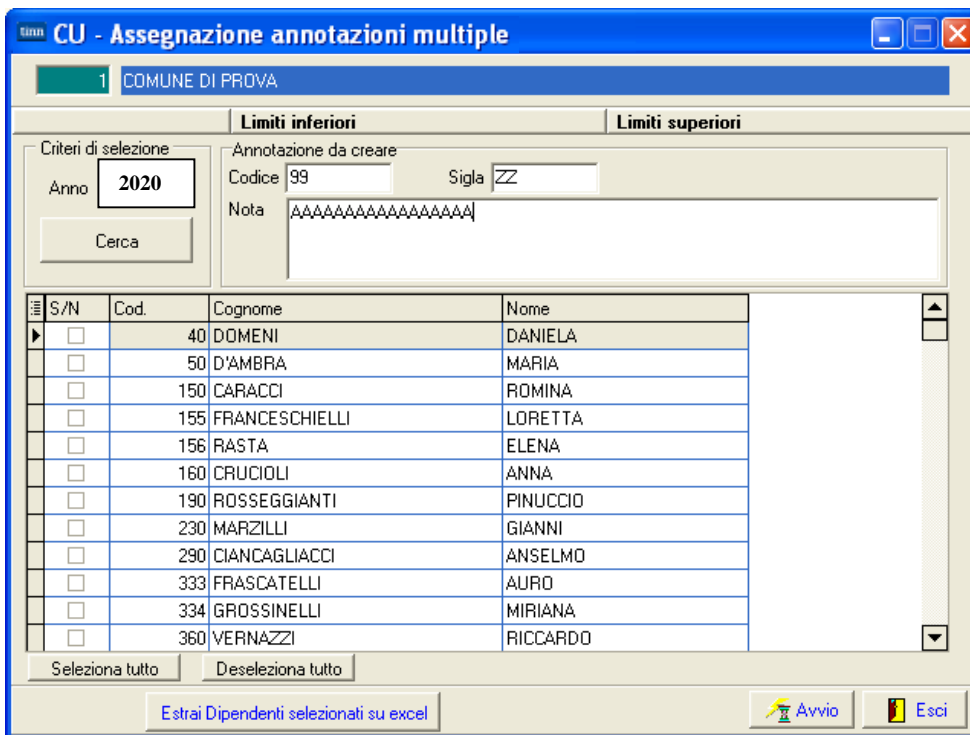 tinn CU - Assegnazione annotazioni multiple
1 COMUNE DI PROVA
Limiti inferiori Limiti superiori
Criteri di selezione
Anno 2020
Cerca
Annotazione da creare
Codice 99 Sigla ZZ
Nota AAAAAAAAAAAAAAAAA
S/N Cod. Cognome Nome
40 DOMENI DANIELA
50 D'AMBRA MARIA
150 CARACCI ROMINA
155 FRANCESCHIELLI LORETTA
156 RASTA ELENA
160 CRUCIOLI ANNA
190 ROSSEGGIANTI PINUCCIO
230 MARZILLI GIANNI
290 CIANCAGLIACCI ANSELMO
333 FRASCATELLI AURO
334 GROSSINELLI MIRIANA
360 VERNAZZI RICCARDO
Seleziona tutto Deseleziona tutto
Estrai Dipendenti selezionati su excel Avvio Esci